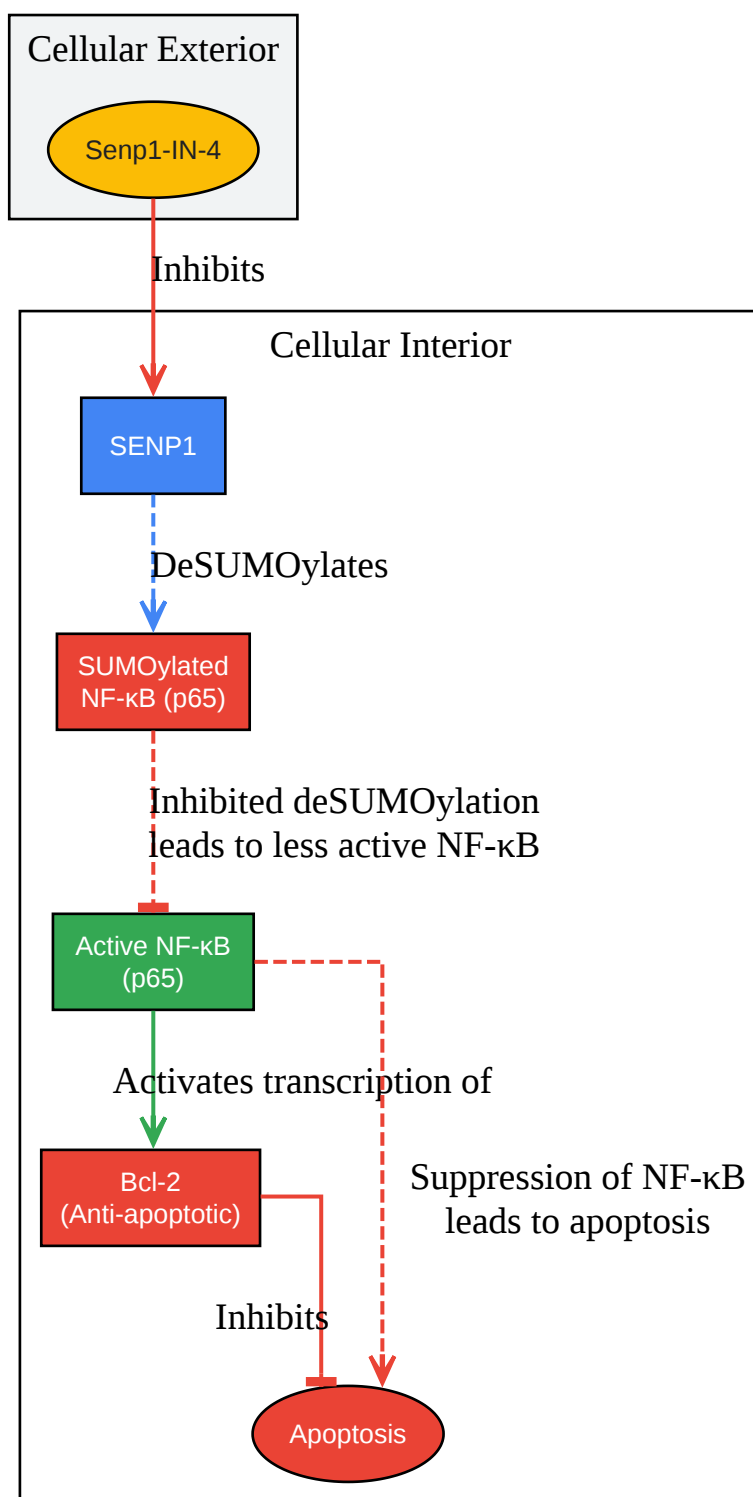 Cellular Exterior
Senp1-IN-4
Inhibits
Cellular Interior
SENP1
DeSUMOylates
SUMOylated
NF-κB (p65)
Inhibited deSUMOylation
leads to less active NF-κB
Active NF-κB
(p65)
Activates transcription of
Bcl-2
(Anti-apoptotic)
Suppression of NF-κB
leads to apoptosis
Inhibits
Apoptosis